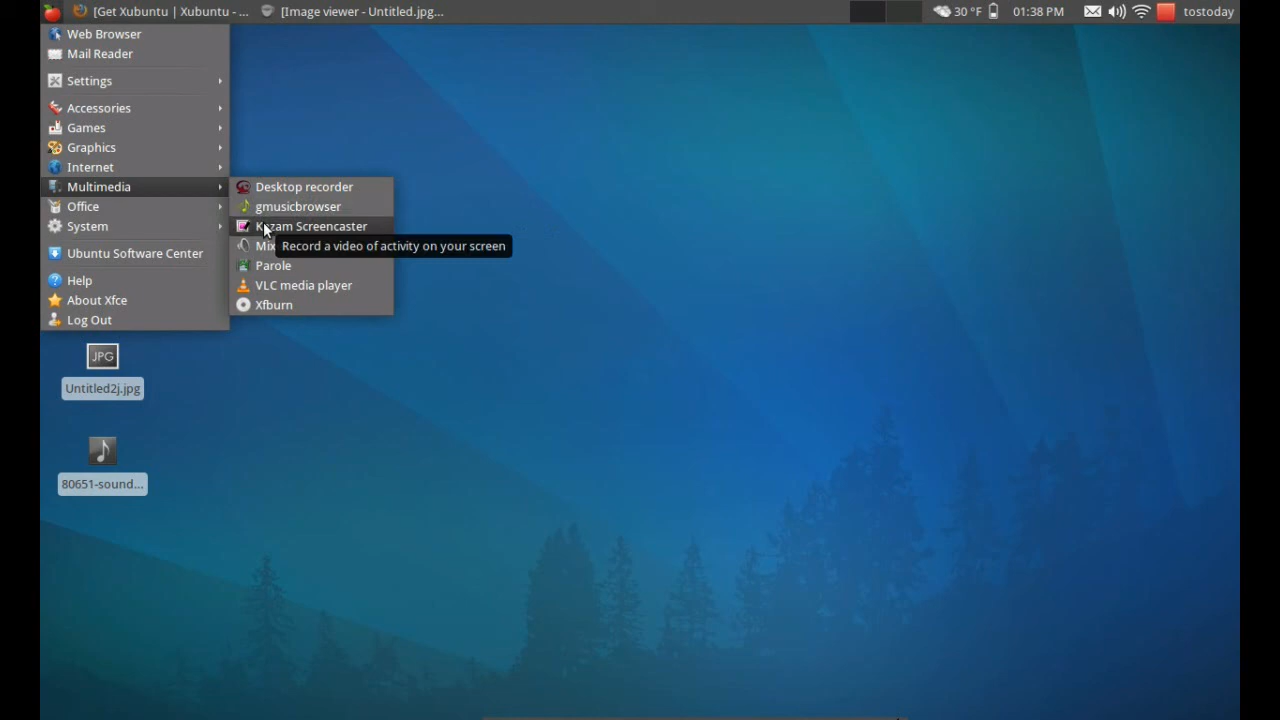 [Get Xubuntu | Xubuntu - ...
[Image viewer - Untitled.jpg...
30 °F
01:38 PM
tostoday
Web Browser
Mail Reader
Settings
Accessories
Games
Graphics
Internet
Multimedia
Office
System
Ubuntu Software Center
Help
About Xfce
Log Out
Desktop recorder
gmusicbrowser
Kazam Screencaster
Mix
Record a video of activity on your screen
Parole
VLC media player
Xfburn
JPG
Untitled2j.jpg
80651-sound...